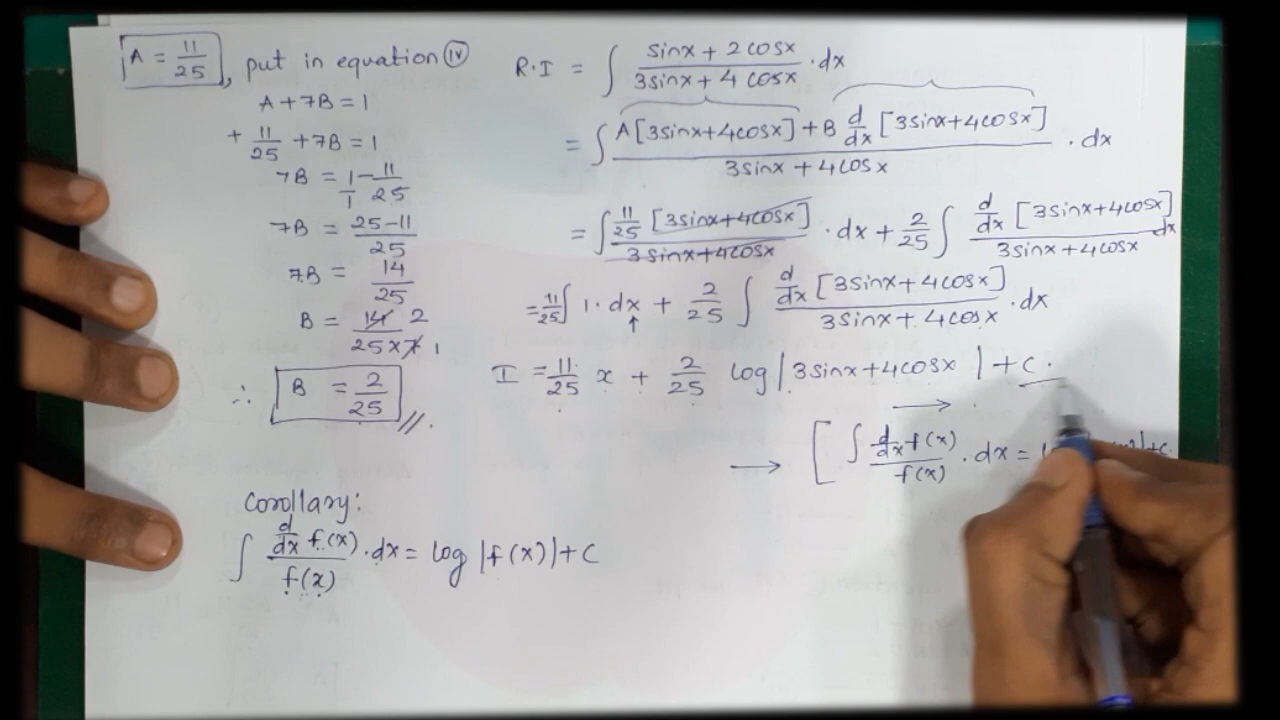 A = 11/25, put in equation (iv)
A + 7B = 1
+ 11/25 + 7B = 1
7B = 1/1 - 11/25
7B = 25-11/25
7B = 14/25
B = 14 2/25×7 1
∴ B = 2/25 //.
Corollary:
∫ d/dx f(x)/f(x) . dx = log |f(x)| + C
R.I = ∫ sinx + 2cosx/3sinx + 4 cosx . dx
= ∫ A[3sinx+4cosx] + B d/dx [3sinx+4cosx]/3sinx + 4cosx . dx
= ∫ 11/25 [3sinx+4cosx]/3sinx+4cosx . dx + 2/25 ∫ d/dx [3sinx+4cosx]/3sinx+4cosx dx
= 11/25 ∫ 1. dx + 2/25 ∫ d/dx [3sinx+4cosx]/3sinx+4cosx . dx
I = 11/25 x + 2/25 log |3sinx+4cosx| + C.
→
→ [ ∫ d/dx f(x)/f(x) . dx = +c